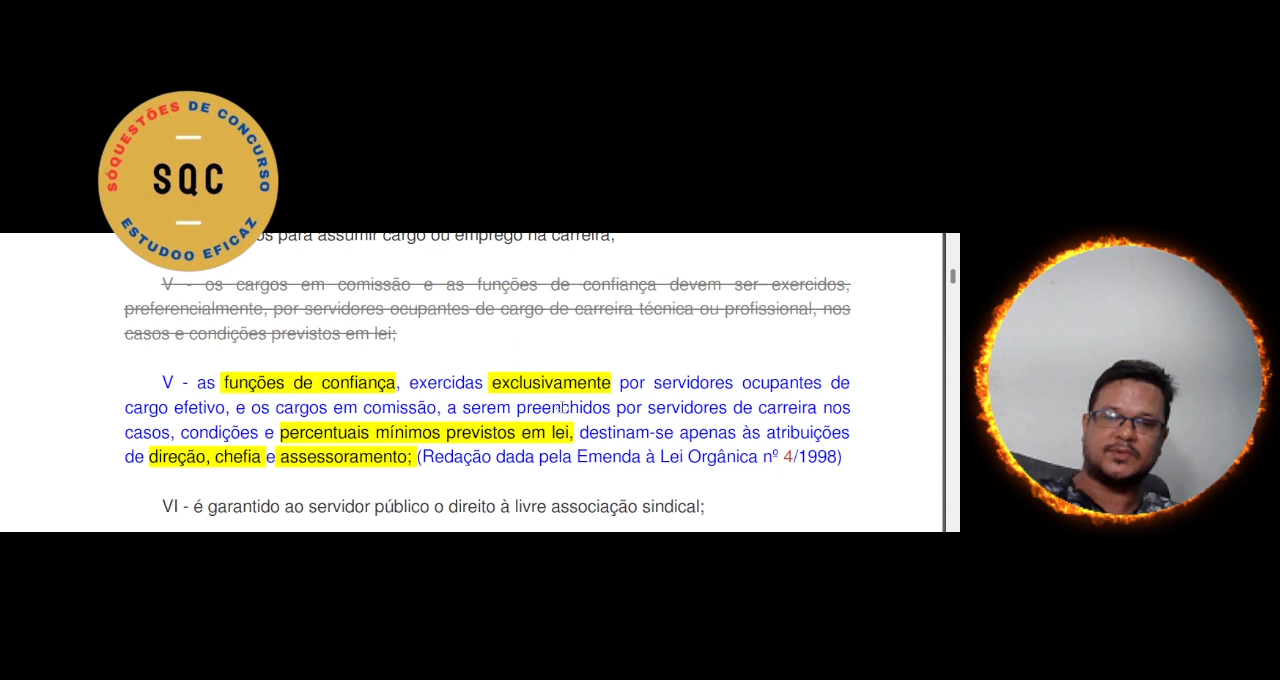 SÓQUESTÕES DE CONCURSO
SQC
ESTUDOO EFICAZ
para assumir cargo ou emprego na carreira;
V - os cargos em comissão e as funções de confiança devem ser exercidos,
preferencialmente, por servidores ocupantes de cargo de carreira técnica ou profissional, nos
casos e condições previstos em lei;
V - as funções de confiança, exercidas exclusivamente por servidores ocupantes de
cargo efetivo, e os cargos em comissão, a serem preenchidos por servidores de carreira nos
casos, condições e percentuais mínimos previstos em lei, destinam-se apenas às atribuições
de direção, chefia e assessoramento; (Redação dada pela Emenda à Lei Orgânica nº 4/1998)
VI - é garantido ao servidor público o direito à livre associação sindical;